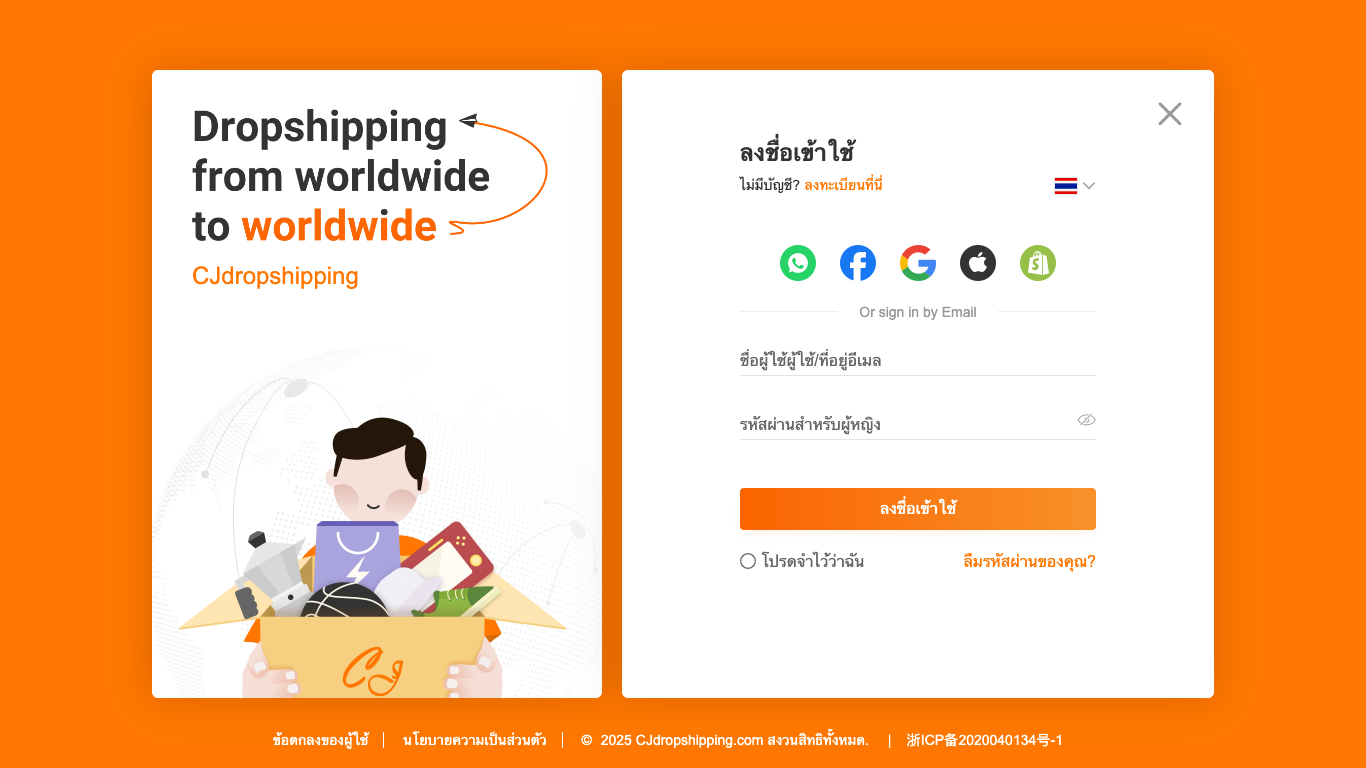 Dropshipping
from worldwide
to worldwide
CJdropshipping
CJ
ลงชื่อเข้าใช้
ไม่มีบัญชี? ลงทะเบียนที่นี่
Or sign in by Email
ชื่อผู้ใช้ผู้ใช้/ที่อยู่อีเมล
รหัสผ่านสำหรับผู้หญิง
ลงชื่อเข้าใช้
โปรดจำไว้ว่าฉัน ลืมรหัสผ่านของคุณ?
ข้อตกลงของผู้ใช้ | นโยบายความเป็นส่วนตัว | © 2025 CJdropshipping.com สงวนสิทธิทั้งหมด. | 浙ICP备2020040134号-1